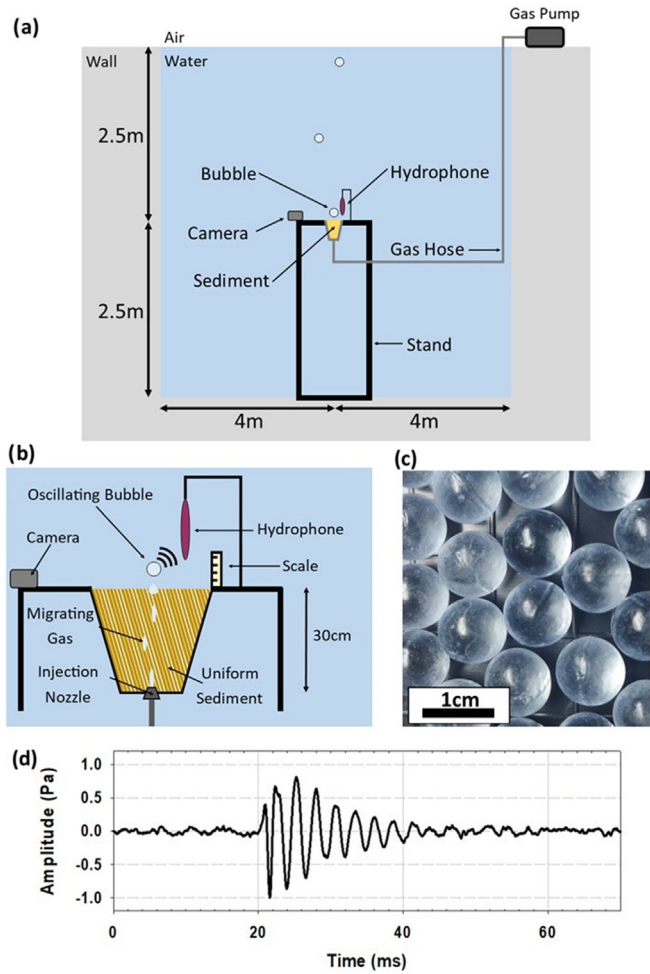 (a)
Gas Pump
Air
Wall
Water
2.5m
Bubble
Hydrophone
Camera
Gas Hose
Sediment
2.5m
Stand
4m
4m
(b)
Oscillating Bubble
Camera
Hydrophone
Scale
Migrating
Gas
30cm
Injection
Nozzle
Uniform
Sediment
(c)
1cm
(d)
Amplitude (Pa)
1.0
0.5
0.0
-0.5
-1.0
0
20
40
60
Time (ms)